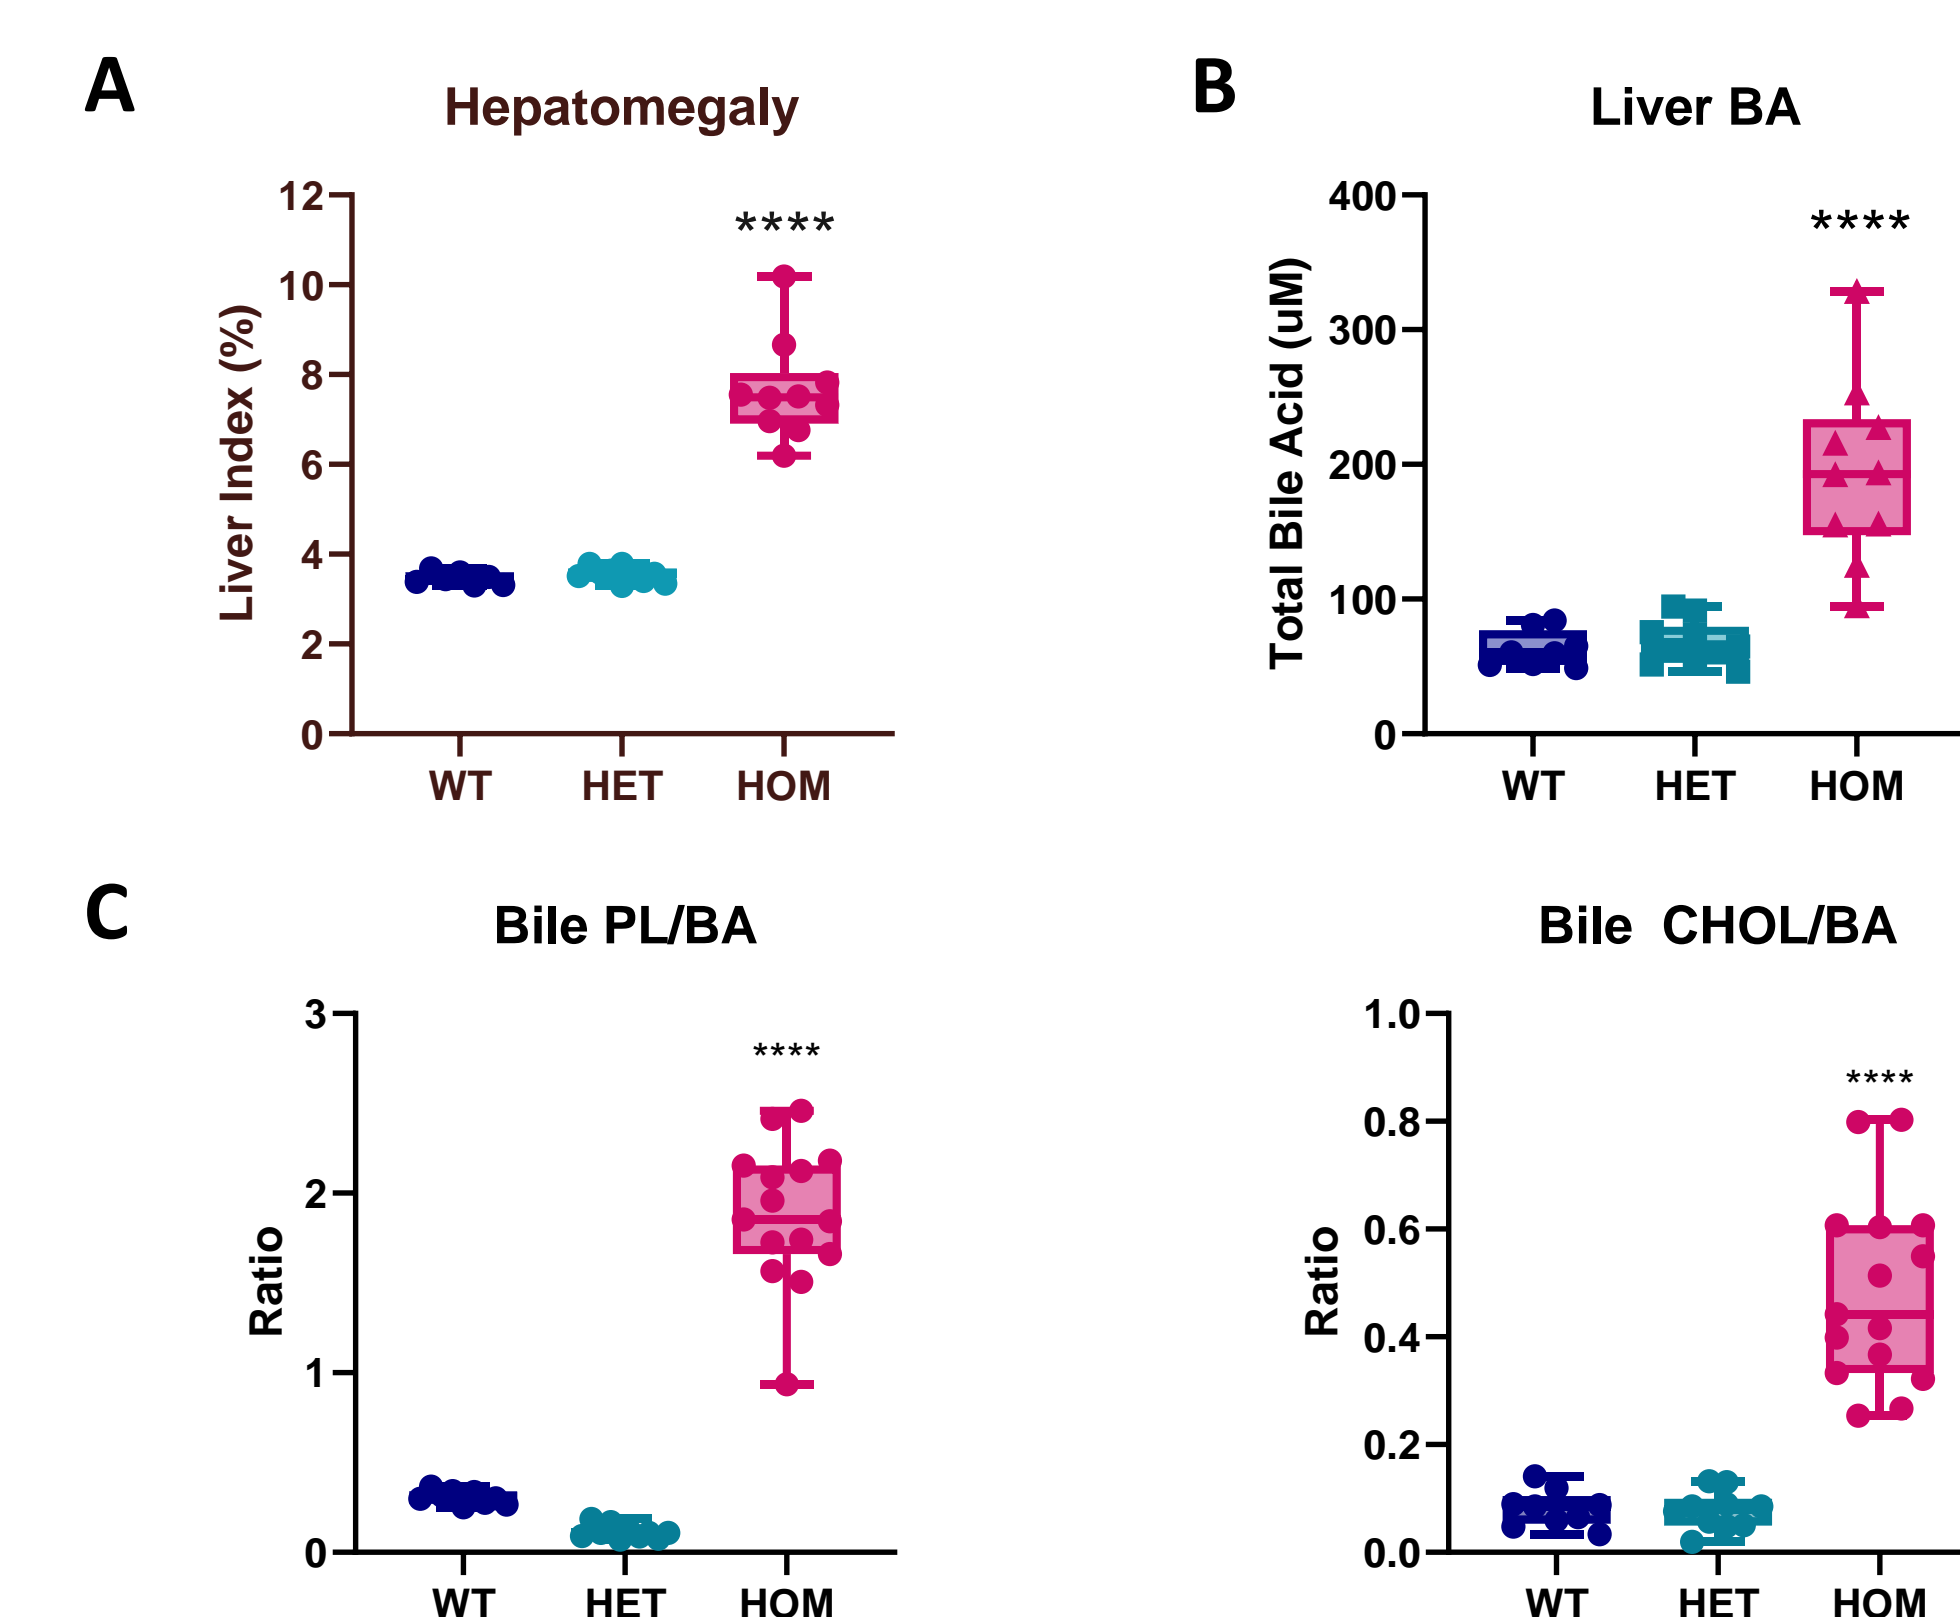 A
Hepatomegaly
Liver Index (%)
12
10
8
6
4
2
0
****
WT HET HOM
B
Liver BA
Total Bile Acid (uM)
400
300
200
100
0
****
WT HET HOM
C
Bile PL/BA
Ratio
3
2
1
0
****
WT HET HOM
Bile CHOL/BA
Ratio
1.0
0.8
0.6
0.4
0.2
0.0
****
WT HET HOM